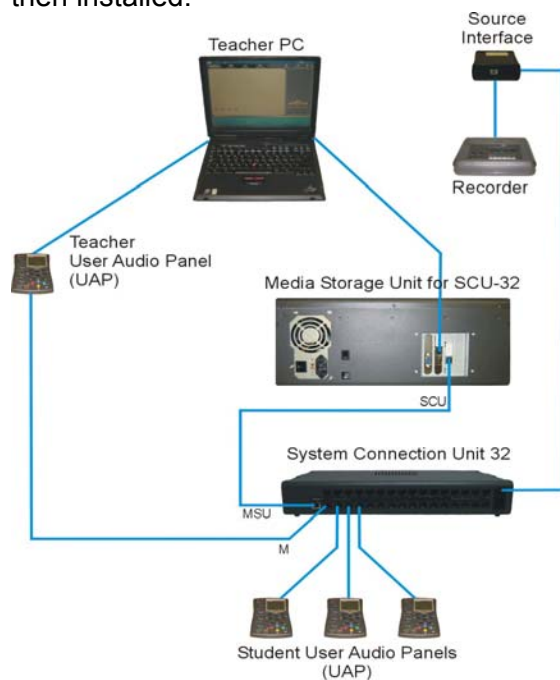 then installed.
Source
Interface
Teacher PC
Recorder
Teacher
User Audio Panel
(UAP)
Media Storage Unit for SCU-32
SCU
System Connection Unit 32
MSU
M
Student User Audio Panels
(UAP)